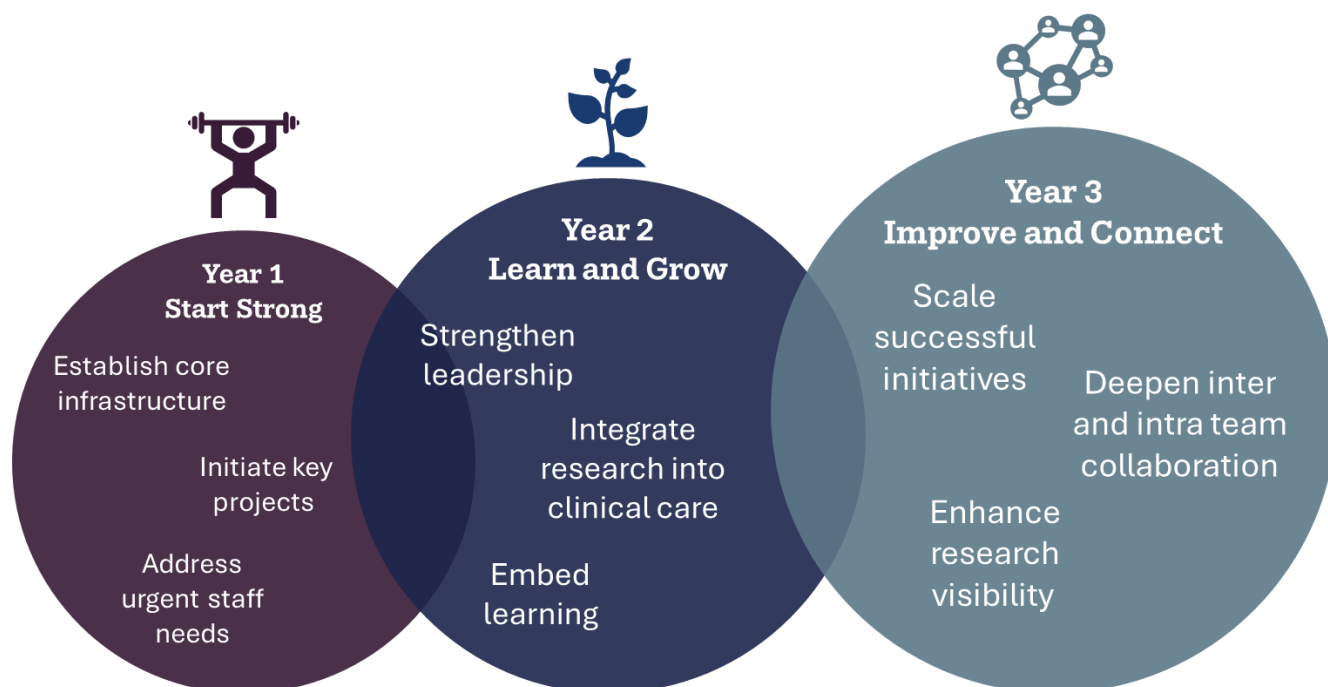 Year 1
Start Strong
Establish core
infrastructure
Initiate key
projects
Address
urgent staff
needs
Year 2
Learn and Grow
Strengthen
leadership
Integrate
research into
clinical care
Embed
learning
Year 3
Improve and Connect
Scale
successful
initiatives
Deepen inter
and intra team
collaboration
Enhance
research
visibility